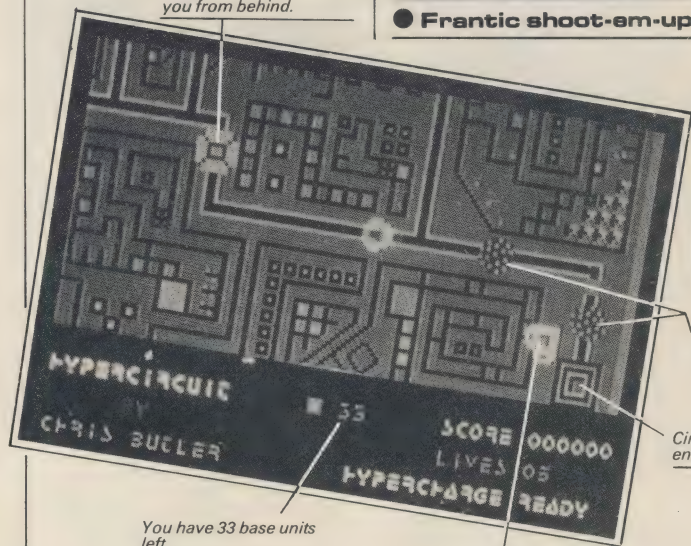 you from behind.
● Frantic shoot-em-up
HYPERCIRCUIT
BY
CHRIS BUTLER
33
SCORE 000000
LIVES 05
HYPERCHARGE READY
Cir
en
You have 33 base units
left